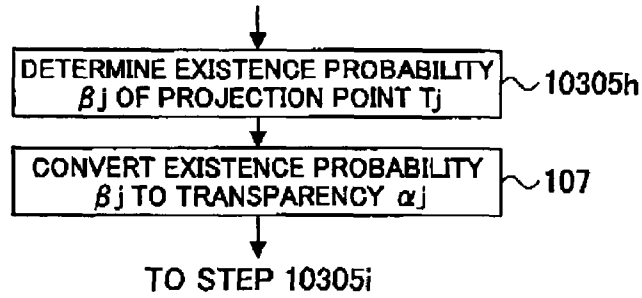 DETERMINE EXISTENCE PROBABILITY
βj OF PROJECTION POINT Tj
10305h
CONVERT EXISTENCE PROBABILITY
βj TO TRANSPARENCY αj
107
TO STEP 10305i